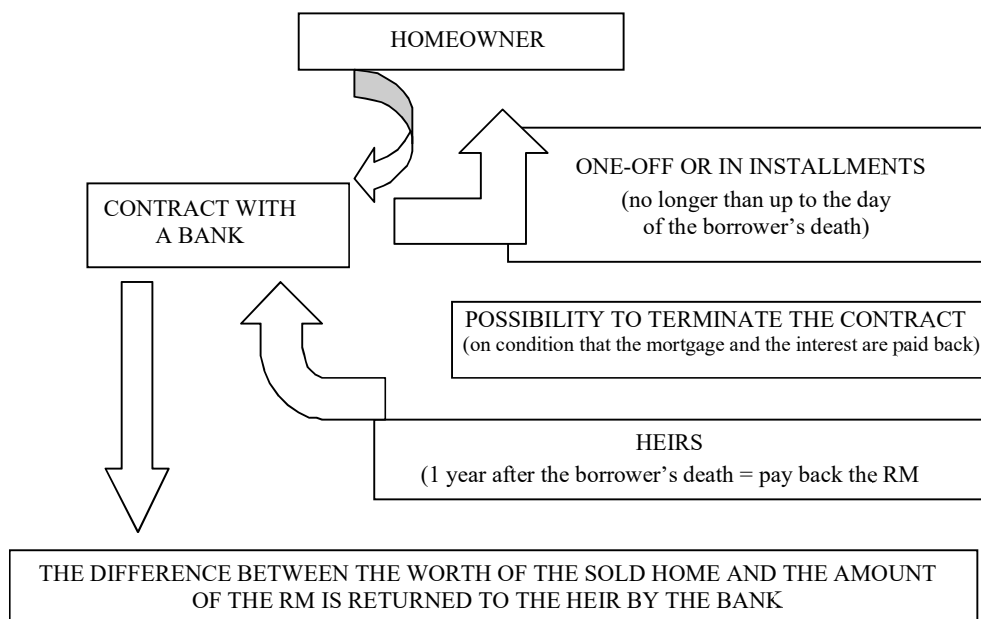 HOMEOWNER
ONE-OFF OR IN INSTALLMENTS
(no longer than up to the day
of the borrower's death)
CONTRACT WITH
A BANK
POSSIBILITY TO TERMINATE THE CONTRACT
(on condition that the mortgage and the interest are paid back)
HEIRS
(1 year after the borrower's death = pay back the RM
THE DIFFERENCE BETWEEN THE WORTH OF THE SOLD HOME AND THE AMOUNT
OF THE RM IS RETURNED TO THE HEIR BY THE BANK